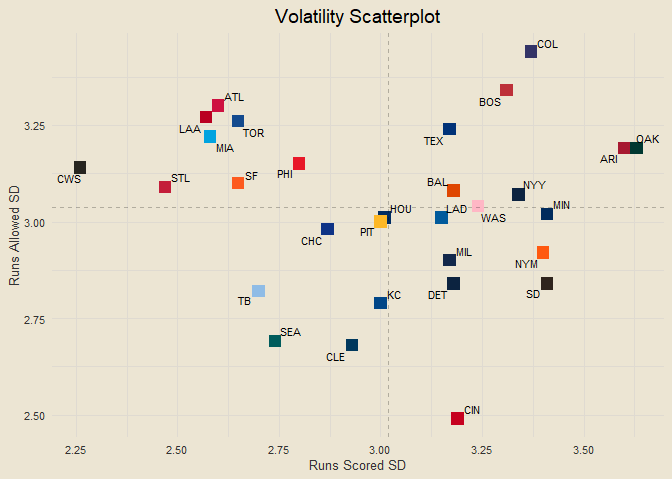 Volatility Scatterplot
COL
BOS
ATL
3.25
LAA
TOR
TEX
MIA
OAK
ARI
CWS
PHI
STL
SF
BAL
NYY
Runs Allowed SD
3.00
HOU
LAD
WAS
MIN
PIT
CHC
MIL
NYM
TB
KC
DET
SD
2.75
SEA
CLE
CIN
2.50
2.25
2.50
2.75
3.00
3.25
3.50
Runs Scored SD